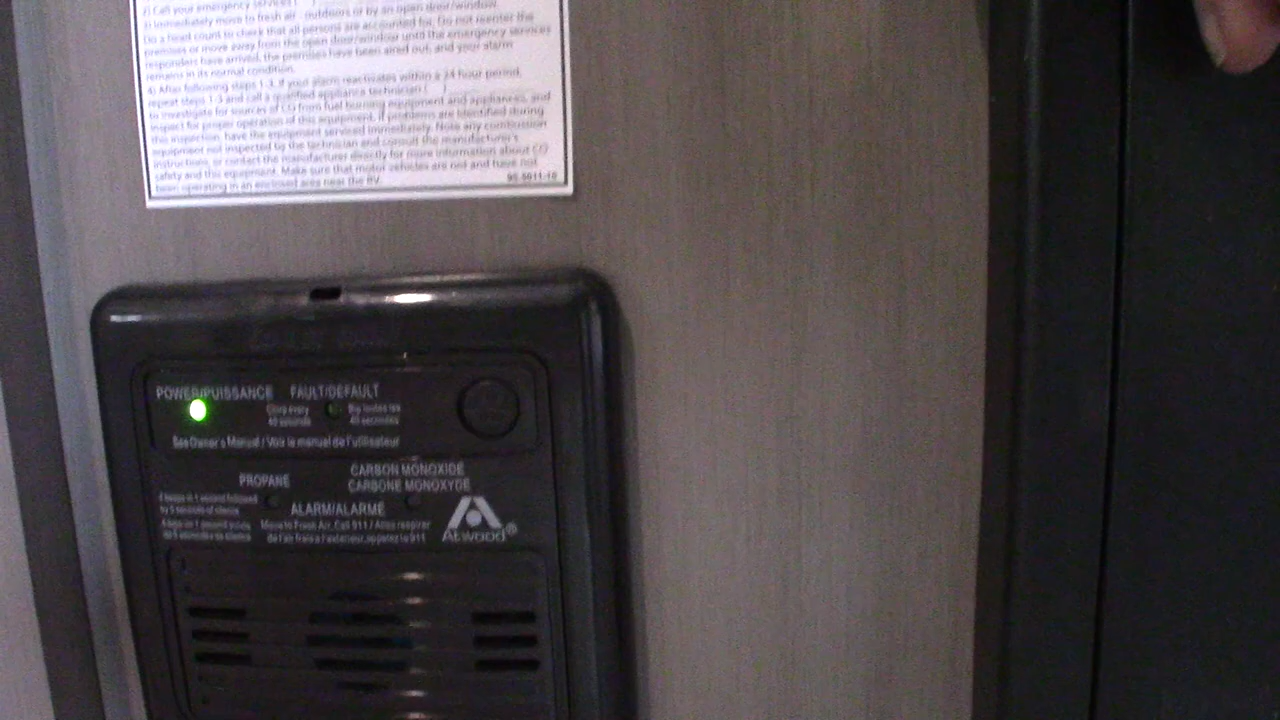 2) Call your emergency services (
3) Immediately move to fresh air - outdoors or by an open door/window.
Do a head count to check that all persons are accounted for. Do not reenter the
premises or move away from the open door/window until the emergency services
responders have arrived, the premises have been aired out, and your alarm
remains in its normal condition.
4) After following steps 1-3, if your alarm reactivates within a 24 hour period,
repeat steps 1-3 and call a qualified appliance technician ( )
to investigate for sources of CO from fuel burning equipment and appliances, and
inspect for proper operation of this equipment. If problems are identified during
this inspection, have the equipment serviced immediately. Note any combustion
equipment not inspected by the technician and consult the manufacturer's
instructions, or contact the manufacturer directly for more information about CO
safety and this equipment. Make sure that motor vehicles are not and have not
been operating in an enclosed area near the RV.
POWER/PUISSANCE FAULT/DEFAULT
See Owner's Manual / Voir le manuel de l'utilisateur
PROPANE
CARBON MONOXIDE
CARBONE MONOXYDE
ALARM/ALARME
Move to Fresh Air, Call 911 /
de l'air frais a l'exterieur, appelez le 911
Atwood®